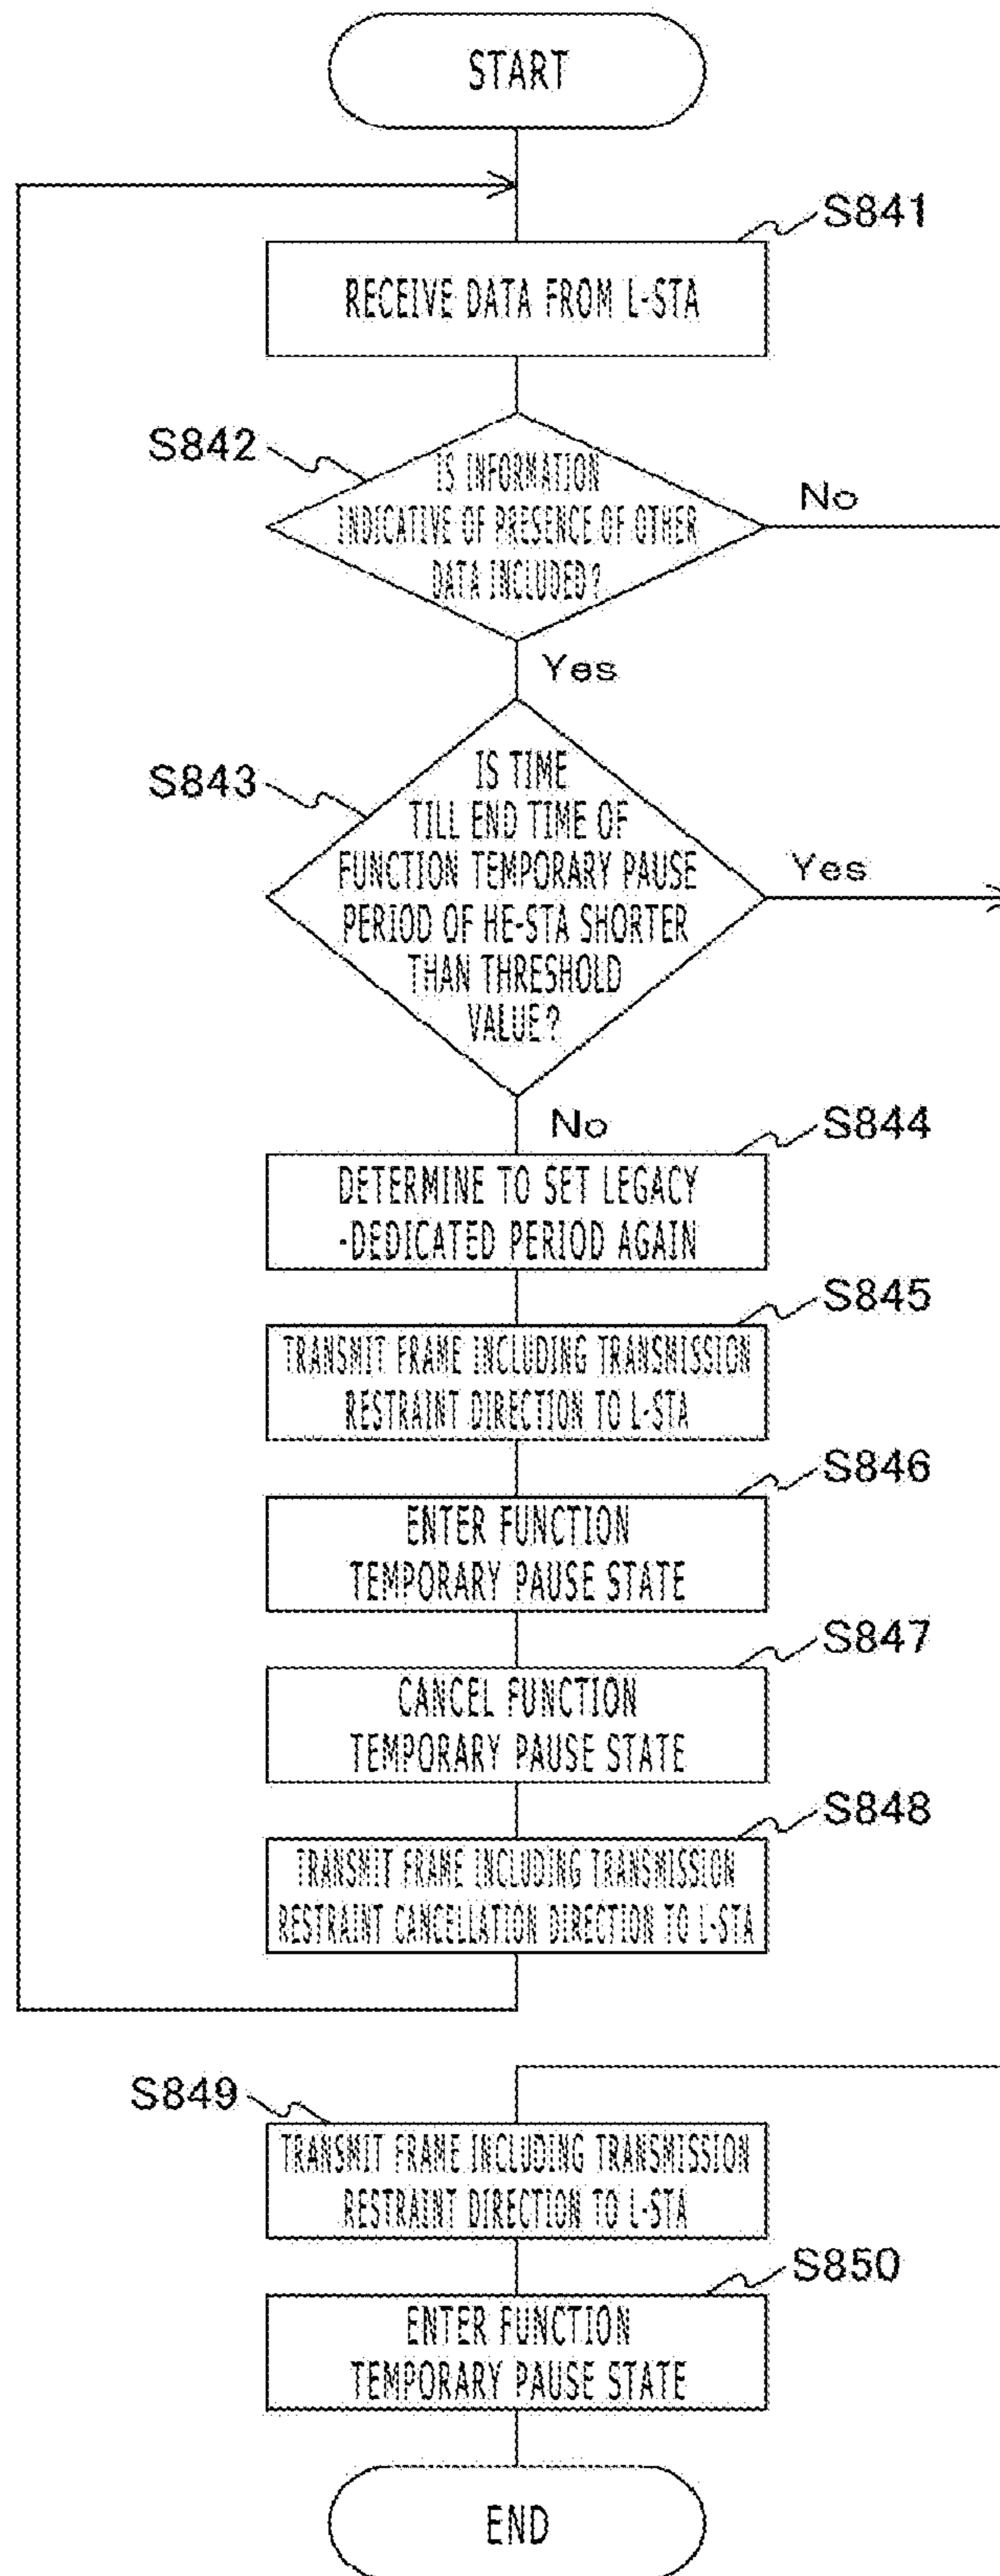 START
S841
RECEIVE DATA FROM L-STA
S842
IS INFORMATION
INDICATIVE OF PRESENCE OF OTHER
DATA INCLUDED?
No
Yes
S843
IS TIME
TILL END TIME OF
FUNCTION TEMPORARY PAUSE
PERIOD OF HE-STA SHORTER
THAN THRESHOLD
VALUE?
Yes
No
S844
DETERMINE TO SET LEGACY
-DEDICATED PERIOD AGAIN
S845
TRANSMIT FRAME INCLUDING TRANSMISSION
RESTRAINT DIRECTION TO L-STA
S846
ENTER FUNCTION
TEMPORARY PAUSE STATE
S847
CANCEL FUNCTION
TEMPORARY PAUSE STATE
S848
TRANSMIT FRAME INCLUDING TRANSMISSION
RESTRAINT CANCELLATION DIRECTION TO L-STA
S849
TRANSMIT FRAME INCLUDING TRANSMISSION
RESTRAINT DIRECTION TO L-STA
S850
ENTER FUNCTION
TEMPORARY PAUSE STATE
END